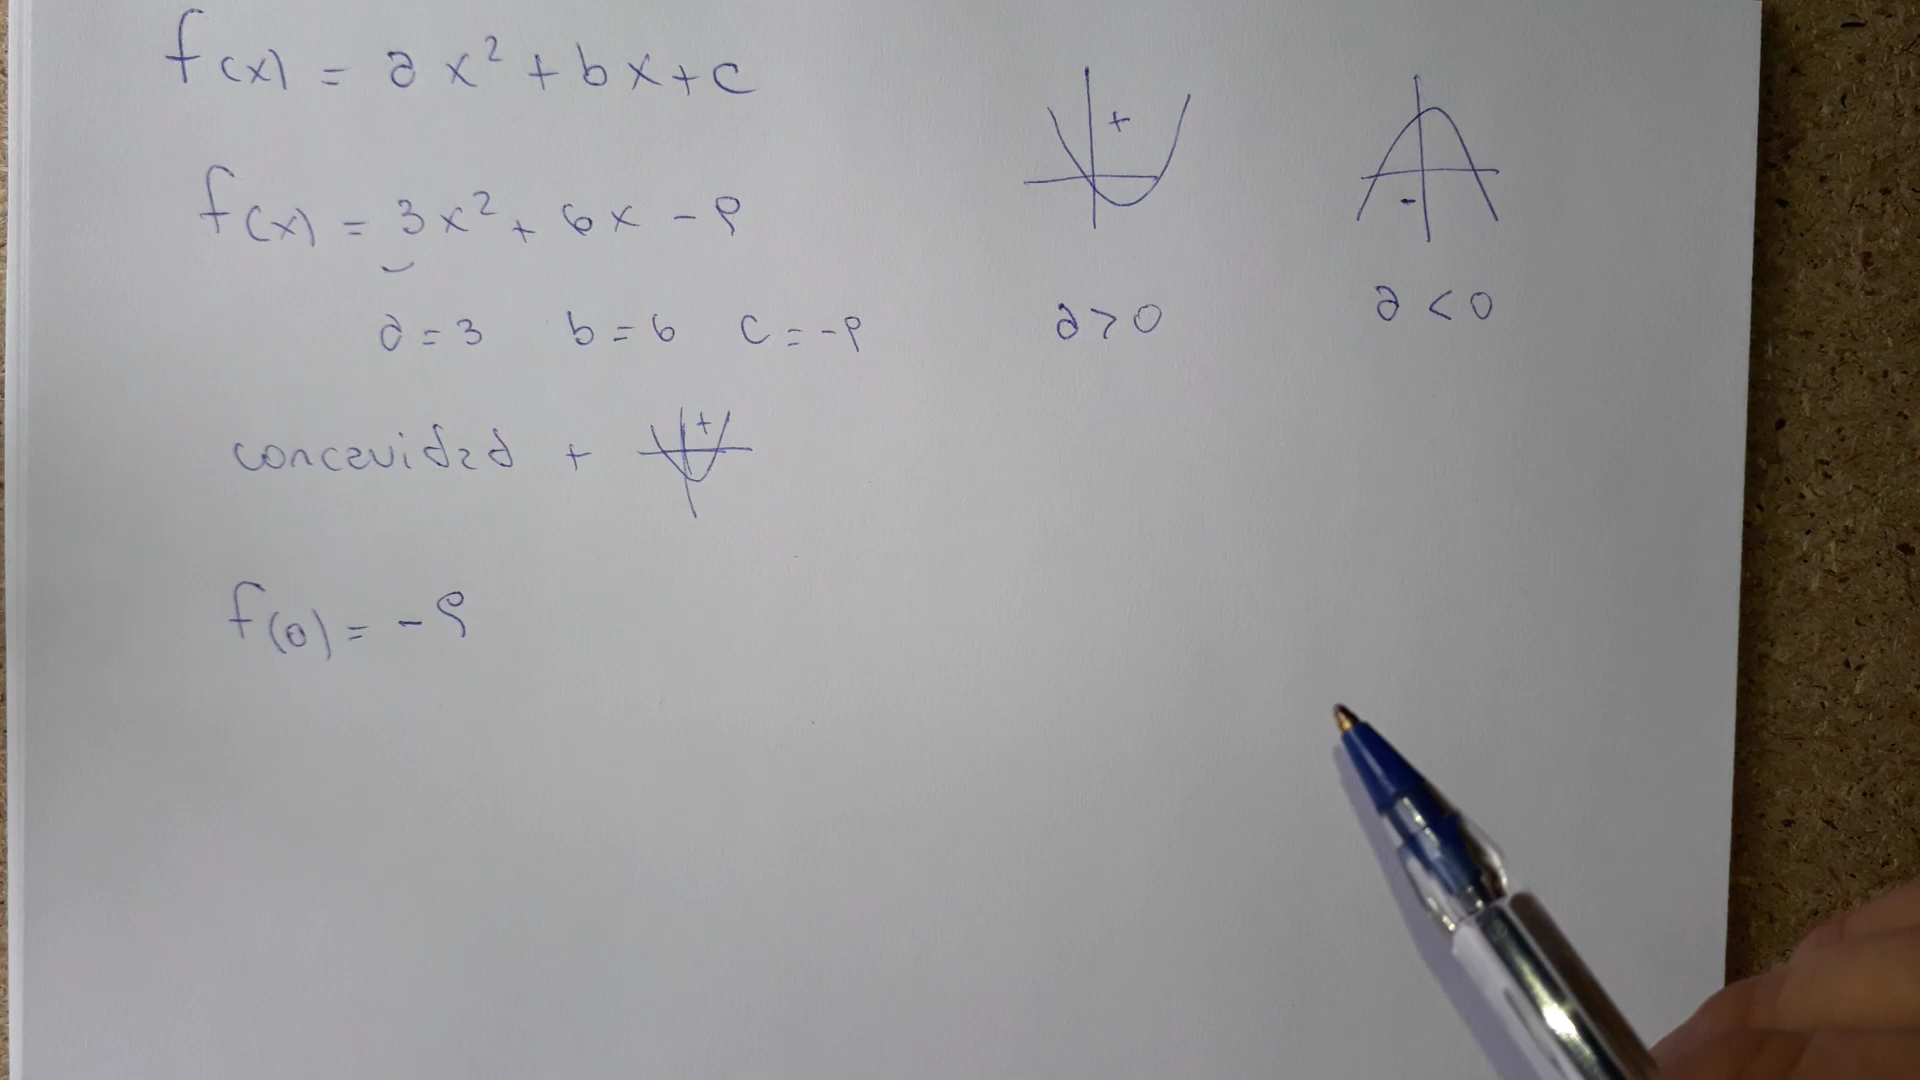 f(x) = ax² + bx + c
f(x) = 3x² + 6x - 9
a = 3 b = 6 c = -9
concavidad + +
f(0) = -9
+
a > 0
-
a < 0